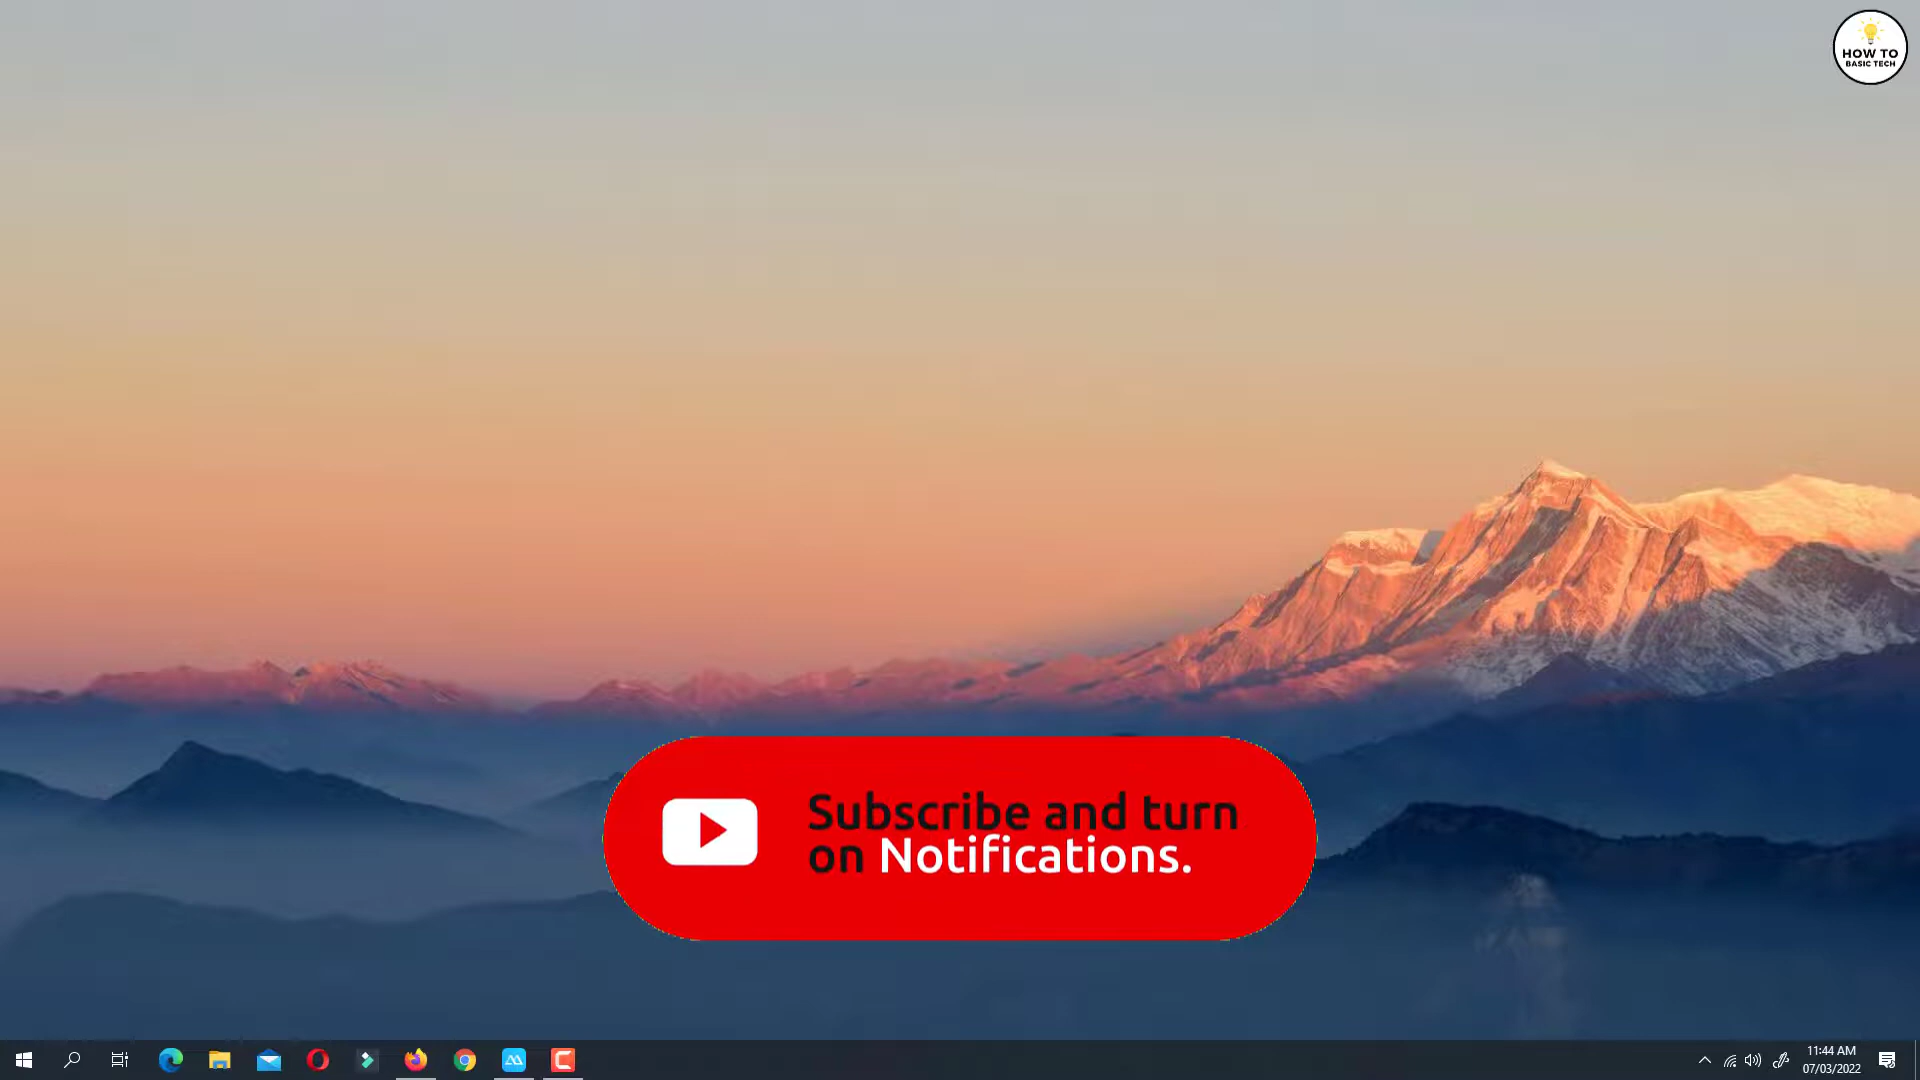 HOW TO
BASIC TECH
Subscribe and turn
on Notifications.
11:44 AM
07/03/2022